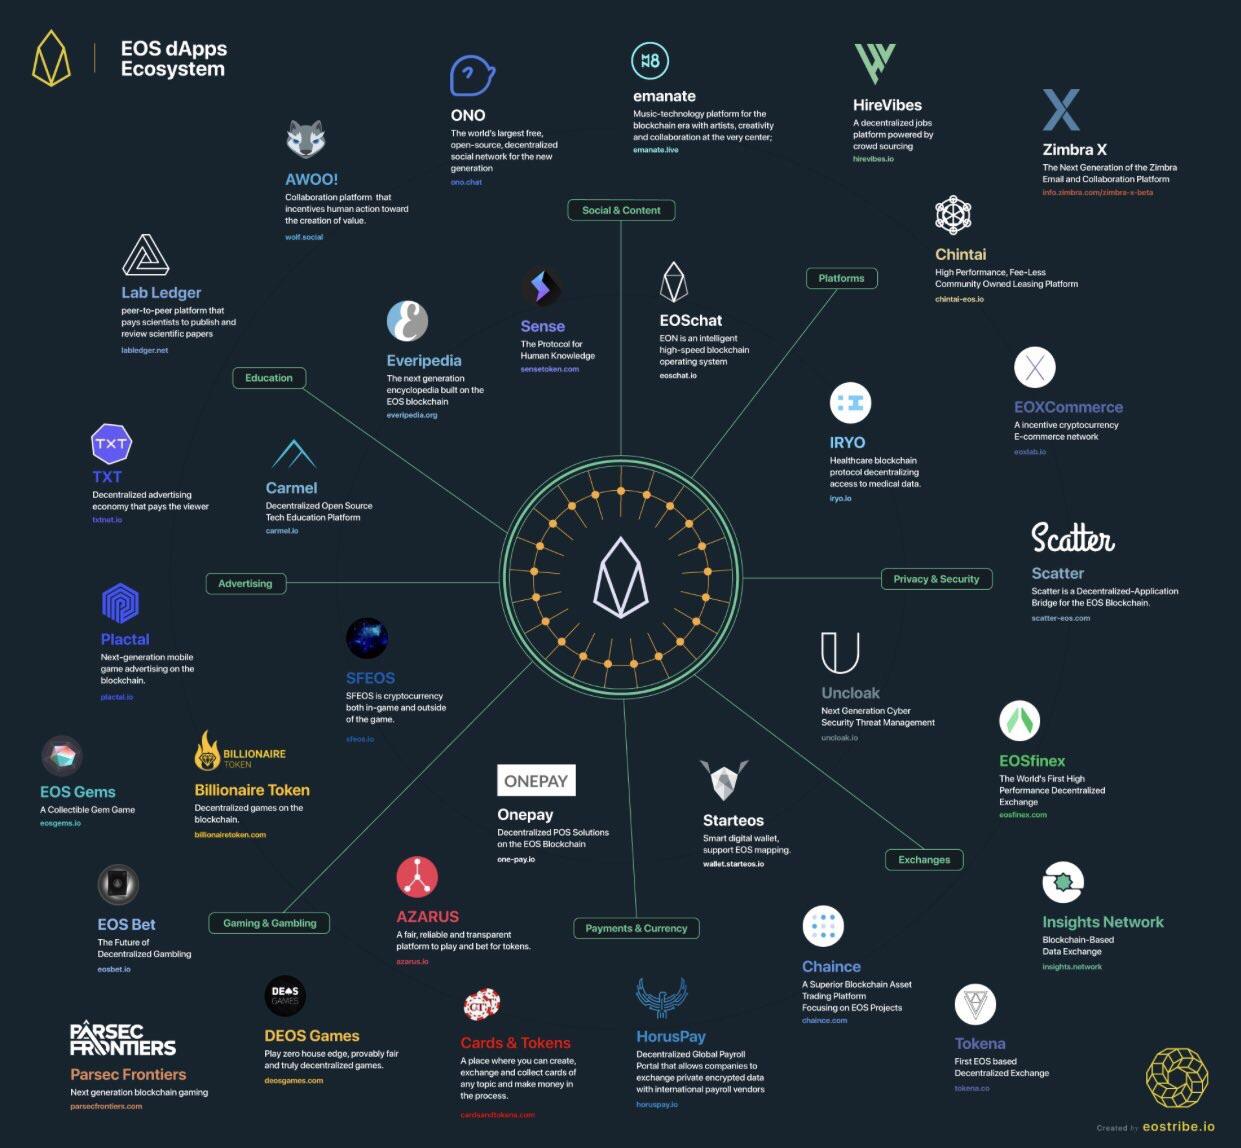 EOS dApps
Ecosystem
ONO
The world's largest free,
open-source, decentralized
social network for the new
generation
ono.chat
emanate
Music-technology platform for the
blockchain era with artists, creativity
and collaboration at the very center;
emanate.live
HireVibes
A decentralized jobs
platform powered by
crowd sourcing
hirevibes.io
Zimbra X
The Next Generation of the Zimbra
Email and Collaboration Platform
info.zimbra.com/zimbra-x-beta
AWOO!
Collaboration platform that
incentives human action toward
the creation of value.
wolf.social
Social & Content
Chintai
High Performance, Fee-Less
Community Owned Leasing Platform
chintai-eos.io
Lab Ledger
peer-to-peer platform that
pays scientists to publish and
review scientific papers
labledger.net
Platforms
Sense
The Protocol for
Human Knowledge
sensetoken.com
EOSchat
EON is an intelligent
high-speed blockchain
operating system
eoschat.io
Everipedia
The next generation
encyclopedia built on the
EOS blockchain
everipedia.org
Education
EOXCommerce
A incentive cryptocurrency
E-commerce network
eoxlab.io
IRYO
Healthcare blockchain
protocol decentralizing
access to medical data.
iryo.io
TXT
TXT
Decentralized advertising
economy that pays the viewer
txtnet.io
Carmel
Decentralized Open Source
Tech Education Platform
carmel.io
Scatter
Scatter
Scatter is a Decentralized-Application
Bridge for the EOS Blockchain.
scatter-eos.com
Advertising
Privacy & Security
Plactal
Next-generation mobile
game advertising on the
blockchain.
plactal.io
SFEOS
SFEOS is cryptocurrency
both in-game and outside
of the game.
sfeos.io
Uncloak
Next Generation Cyber
Security Threat Management
uncloak.io
EOS Gems
A Collectible Gem Game
eosgems.io
BILLIONAIRE
TOKEN
Billionaire Token
Decentralized games on the
blockchain.
billionairetoken.com
ONEPAY
Onepay
Decentralized POS Solutions
on the EOS Blockchain
one-pay.io
Starteos
Smart digital wallet,
support EOS mapping.
wallet.starteos.io
EOSfinex
The World's First High
Performance Decentralized
Exchange
eosfinex.com
Exchanges
EOS Bet
The Future of
Decentralized Gambling
eosbet.io
Gaming & Gambling
AZARUS
A fair, reliable and transparent
platform to play and bet for tokens.
azarus.io
Payments & Currency
Insights Network
Blockchain-Based
Data Exchange
insights.network
Chaince
A Superior Blockchain Asset
Trading Platform
Focusing on EOS Projects
chaince.com
DEOS
GAMES
DEOS Games
Play zero house edge, provably fair
and truly decentralized games.
deosgames.com
PARSEC
FRONTIERS
Parsec Frontiers
Next generation blockchain gaming
parsecfrontiers.com
CT
Cards & Tokens
A place where you can create,
exchange and collect cards of
any topic and make money in
the process.
cardsandtokens.com
HorusPay
Decentralized Global Payroll
Portal that allows companies to
exchange private encrypted data
with international payroll vendors
horuspay.io
Tokena
First EOS based
Decentralized Exchange
tokena.co
Created by eostribe.io